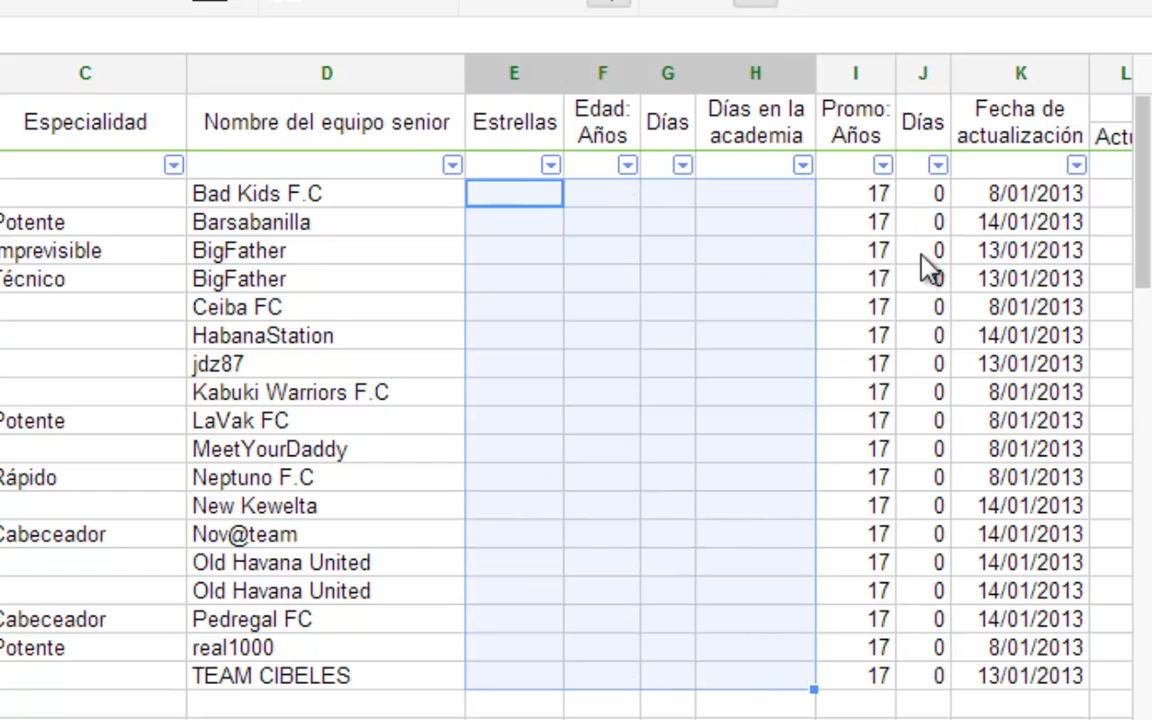 C D E F G H I J K L
Especialidad Nombre del equipo senior Estrellas Edad: Años Días Días en la academia Promo: Años Días Fecha de actualización Actu
Bad Kids F.C 17 0 8/01/2013
Potente Barsabanilla 17 0 14/01/2013
mprevisible BigFather 17 0 13/01/2013
Técnico BigFather 17 0 13/01/2013
Ceiba FC 17 0 8/01/2013
HabanaStation 17 0 14/01/2013
jdz87 17 0 13/01/2013
Kabuki Warriors F.C 17 0 8/01/2013
Potente LaVak FC 17 0 8/01/2013
MeetYourDaddy 17 0 8/01/2013
Rápido Neptuno F.C 17 0 8/01/2013
New Kewelta 17 0 14/01/2013
Cabeceador Nov@team 17 0 14/01/2013
Old Havana United 17 0 14/01/2013
Old Havana United 17 0 14/01/2013
Cabeceador Pedregal FC 17 0 14/01/2013
Potente real1000 17 0 8/01/2013
TEAM CIBELES 17 0 13/01/2013